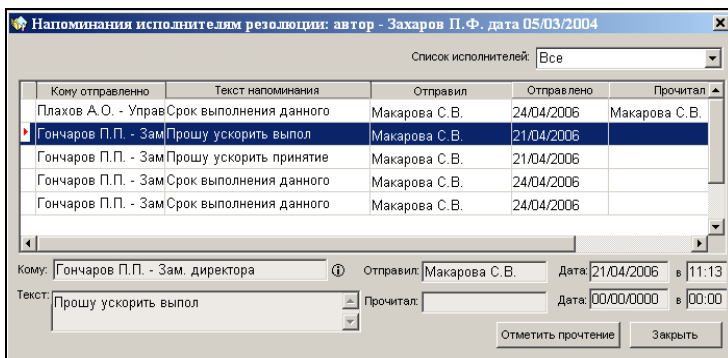 Напоминания исполнителям резолюции: автор - Захаров П.Ф. дата 05/03/2004
Список исполнителей: Все
Кому отправленно Текст напоминания Отправил Отправлено Прочитал
Плахов А.О. - Управ Срок выполнения данного Макарова С.В. 24/04/2006 Макарова С.В.
Гончаров П.П. - Зам Прошу ускорить выпол Макарова С.В. 21/04/2006
Гончаров П.П. - Зам Прошу ускорить принятие Макарова С.В. 21/04/2006
Гончаров П.П. - Зам Срок выполнения данного Макарова С.В. 24/04/2006
Гончаров П.П. - Зам Срок выполнения данного Макарова С.В. 24/04/2006
Кому: Гончаров П.П. - Зам. директора Отправил: Макарова С.В. Дата: 21/04/2006 в 11:13
Текст: Прошу ускорить выпол Прочитал: Дата: 00/00/0000 в 00:00
Отметить прочтение Закрыть